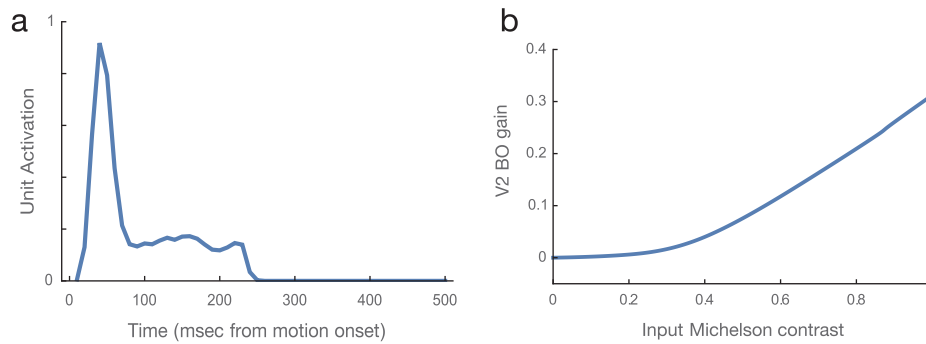 a
1
Unit Activation
0
0 100 200 300 400 500
Time (msec from motion onset)
b
0.4
0.3
0.2
0.1
0
V2 BO gain
0 0.2 0.4 0.6 0.8
Input Michelson contrast